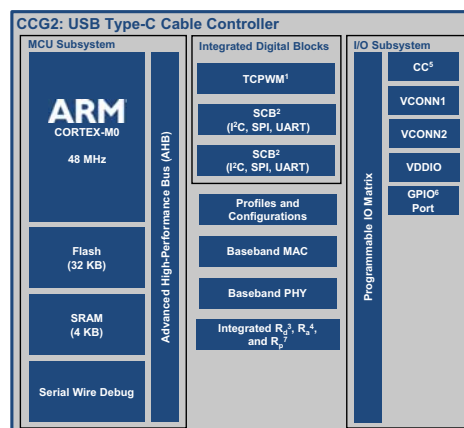 CCG2: USB Type-C Cable Controller
MCU Subsystem
ARM
CORTEX-M0
48 MHz
Flash
(32 KB)
SRAM
(4 KB)
Serial Wire Debug
Advanced High-Performance Bus (AHB)
Integrated Digital Blocks
TCPWM¹
SCB²
(I²C, SPI, UART)
SCB²
(I²C, SPI, UART)
Profiles and
Configurations
Baseband MAC
Baseband PHY
Integrated R_d³, R_a⁴,
and R_p⁷
I/O Subsystem
Programmable IO Matrix
CC⁵
VCONN1
VCONN2
VDDIO
GPIO⁶
Port